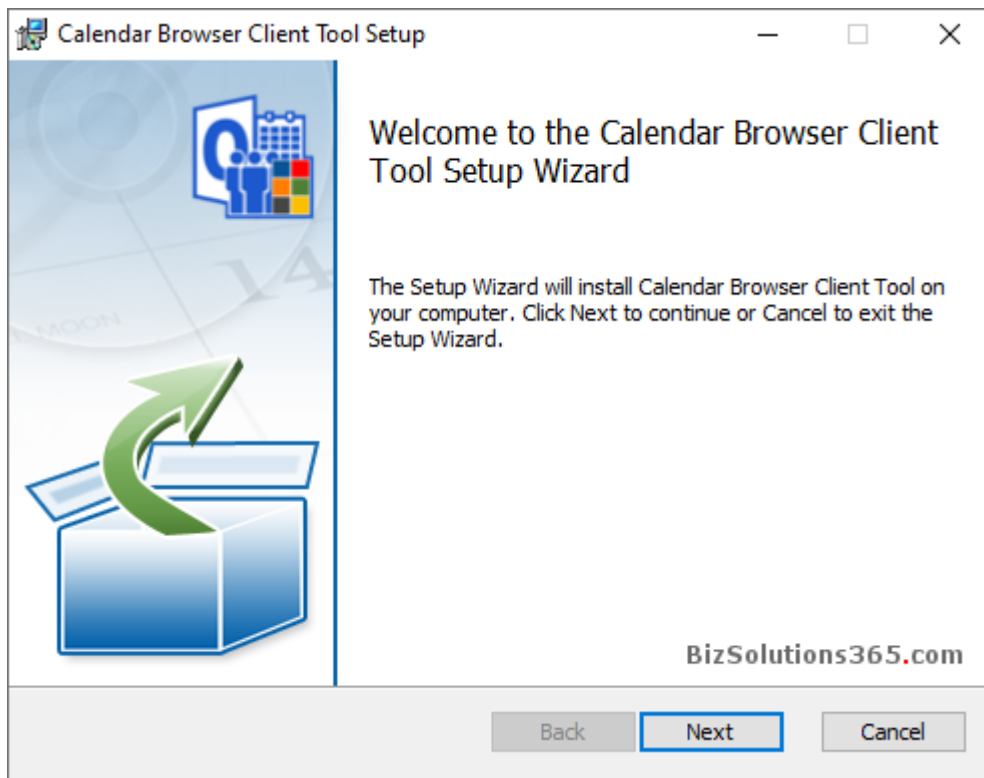 Calendar Browser Client Tool Setup
Welcome to the Calendar Browser Client
Tool Setup Wizard
The Setup Wizard will install Calendar Browser Client Tool on
your computer. Click Next to continue or Cancel to exit the
Setup Wizard.
14
MOON
BizSolutions365.com
Back
Next
Cancel